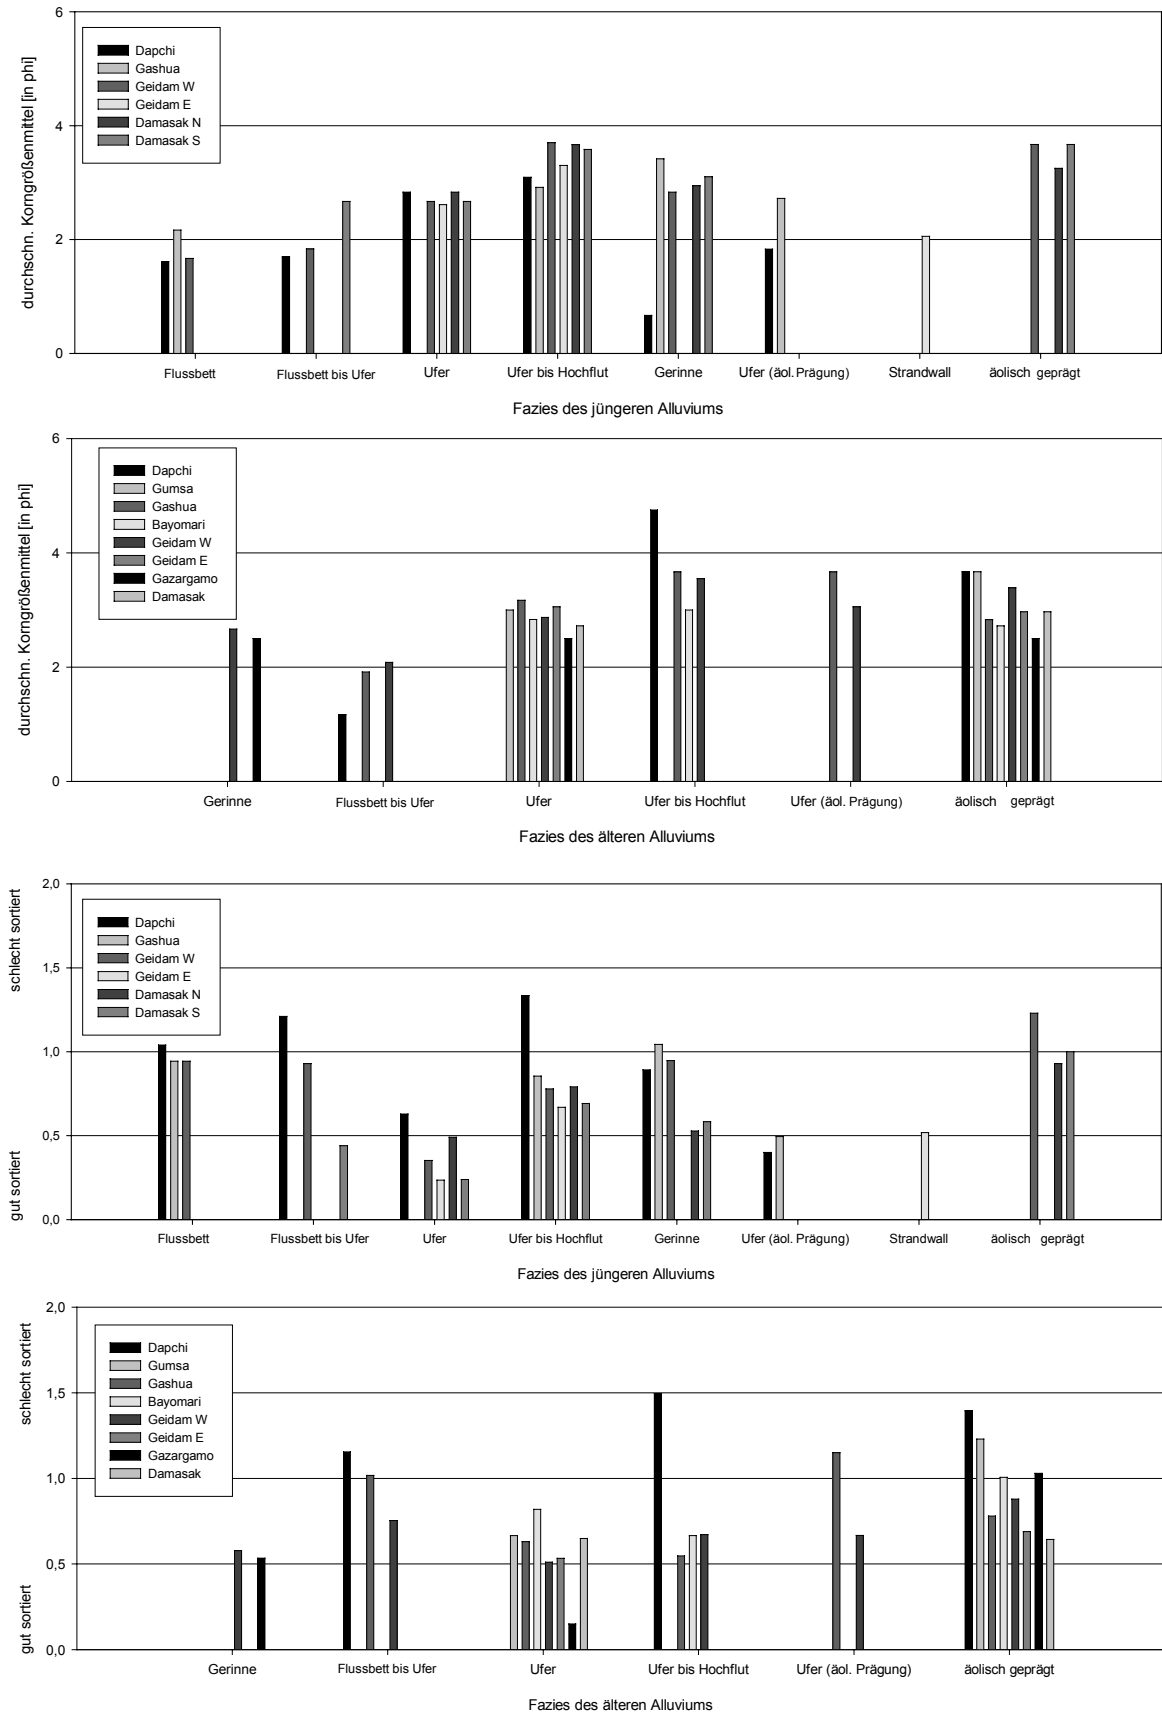 durchschn. Korngrößenmittel [in phi]
6
4
2
0
Dapchi
Gashua
Geidam W
Geidam E
Damasak N
Damasak S
Flussbett
Flussbett bis Ufer
Ufer
Ufer bis Hochflut
Gerinne
Ufer (äol. Prägung)
Strandwall
äolisch geprägt
Fazies des jüngeren Alluviums
durchschn. Korngrößenmittel [in phi]
6
4
2
0
Dapchi
Gumsa
Gashua
Bayomari
Geidam W
Geidam E
Gazargamo
Damasak
Gerinne
Flussbett bis Ufer
Ufer
Ufer bis Hochflut
Ufer (äol. Prägung)
äolisch geprägt
Fazies des älteren Alluviums
schlecht sortiert
gut sortiert
2,0
1,5
1,0
0,5
0,0
Dapchi
Gashua
Geidam W
Geidam E
Damasak N
Damasak S
Flussbett
Flussbett bis Ufer
Ufer
Ufer bis Hochflut
Gerinne
Ufer (äol. Prägung)
Strandwall
äolisch geprägt
Fazies des jüngeren Alluviums
schlecht sortiert
gut sortiert
2,0
1,5
1,0
0,5
0,0
Dapchi
Gumsa
Gashua
Bayomari
Geidam W
Geidam E
Gazargamo
Damasak
Gerinne
Flussbett bis Ufer
Ufer
Ufer bis Hochflut
Ufer (äol. Prägung)
äolisch geprägt
Fazies des älteren Alluviums